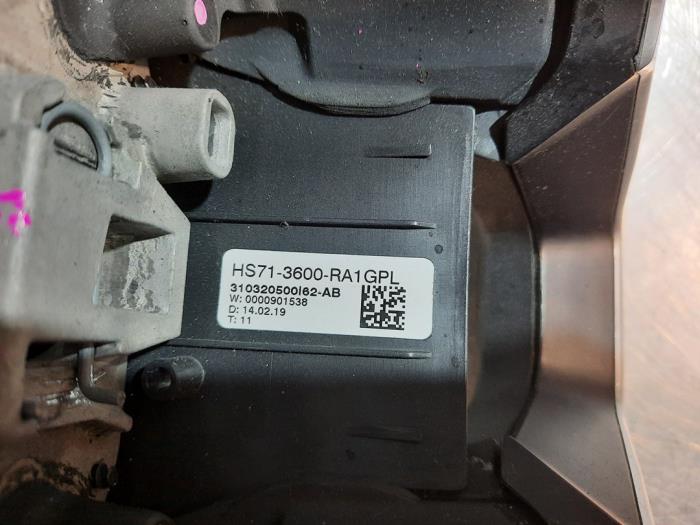 HS71-3600-RA1GPL
310320500I62-AB
W: 0000901538
D: 14.02.19
T: 11